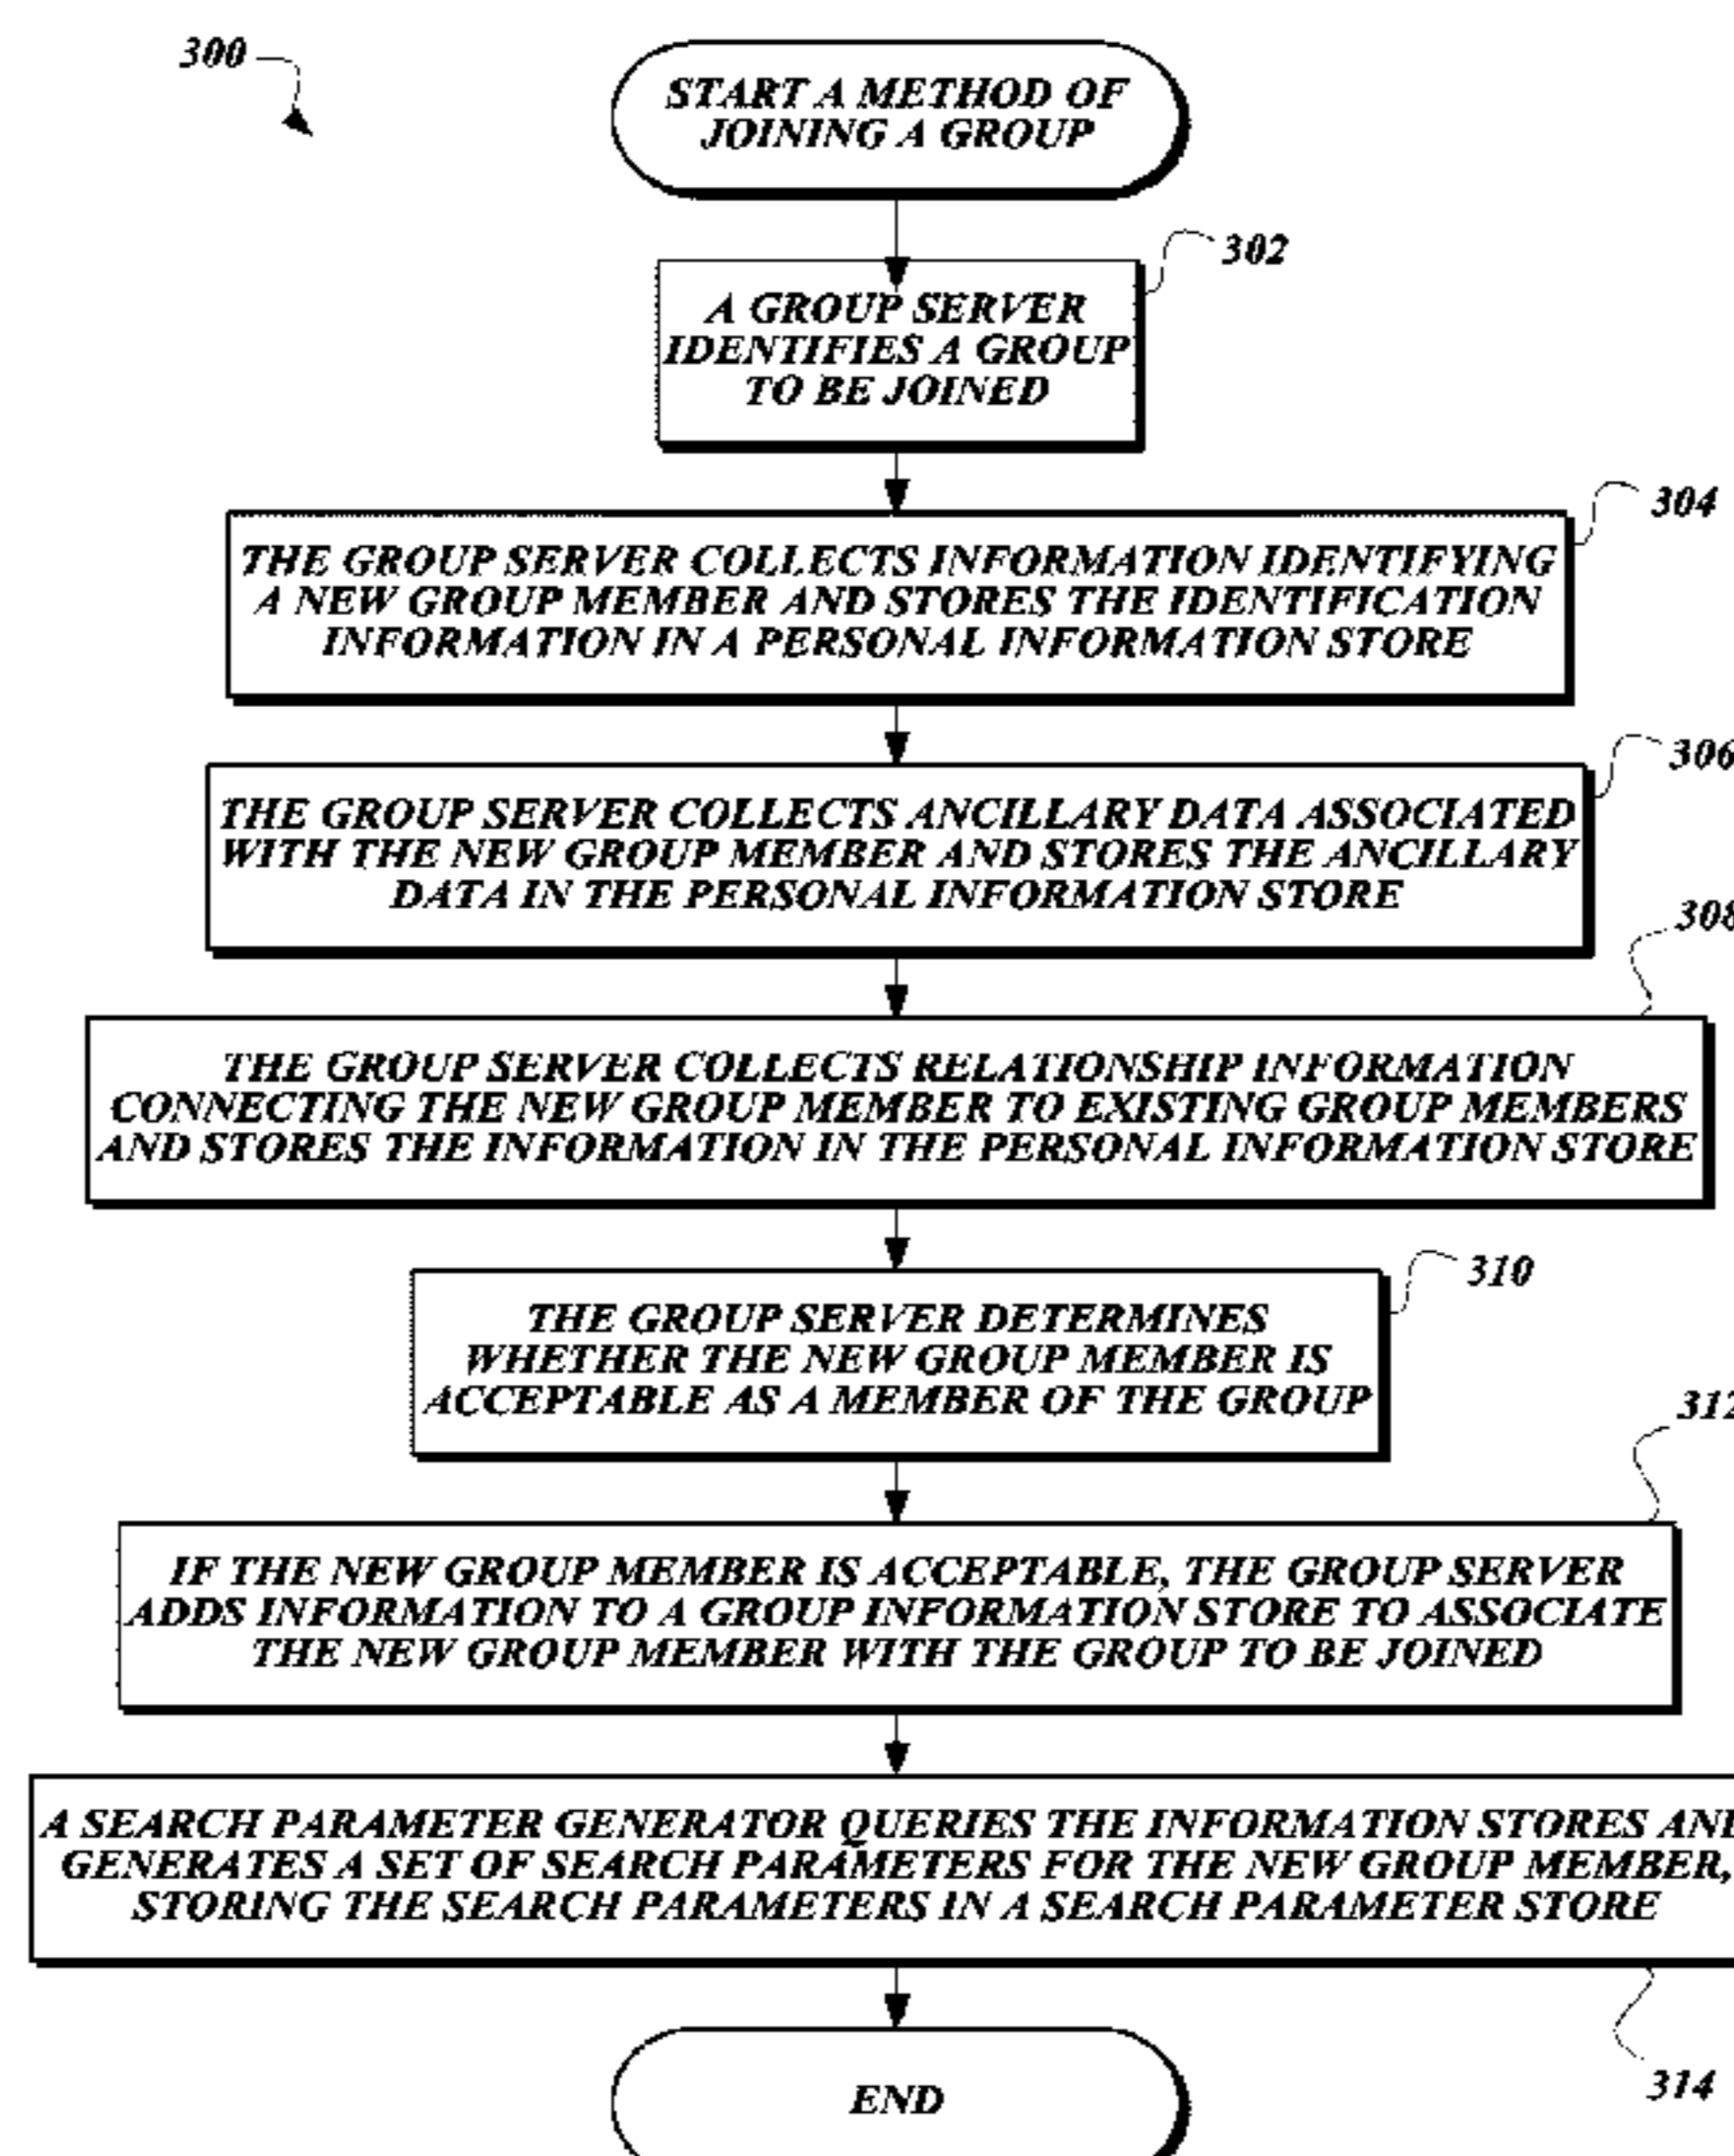 300
START A METHOD OF
JOINING A GROUP
302
A GROUP SERVER
IDENTIFIES A GROUP
TO BE JOINED
304
THE GROUP SERVER COLLECTS INFORMATION IDENTIFYING
A NEW GROUP MEMBER AND STORES THE IDENTIFICATION
INFORMATION IN A PERSONAL INFORMATION STORE
306
THE GROUP SERVER COLLECTS ANCILLARY DATA ASSOCIATED
WITH THE NEW GROUP MEMBER AND STORES THE ANCILLARY
DATA IN THE PERSONAL INFORMATION STORE
308
THE GROUP SERVER COLLECTS RELATIONSHIP INFORMATION
CONNECTING THE NEW GROUP MEMBER TO EXISTING GROUP MEMBERS
AND STORES THE INFORMATION IN THE PERSONAL INFORMATION STORE
310
THE GROUP SERVER DETERMINES
WHETHER THE NEW GROUP MEMBER IS
ACCEPTABLE AS A MEMBER OF THE GROUP
312
IF THE NEW GROUP MEMBER IS ACCEPTABLE, THE GROUP SERVER
ADDS INFORMATION TO A GROUP INFORMATION STORE TO ASSOCIATE
THE NEW GROUP MEMBER WITH THE GROUP TO BE JOINED
A SEARCH PARAMETER GENERATOR QUERIES THE INFORMATION STORES AND
GENERATES A SET OF SEARCH PARAMETERS FOR THE NEW GROUP MEMBER,
STORING THE SEARCH PARAMETERS IN A SEARCH PARAMETER STORE
314
END